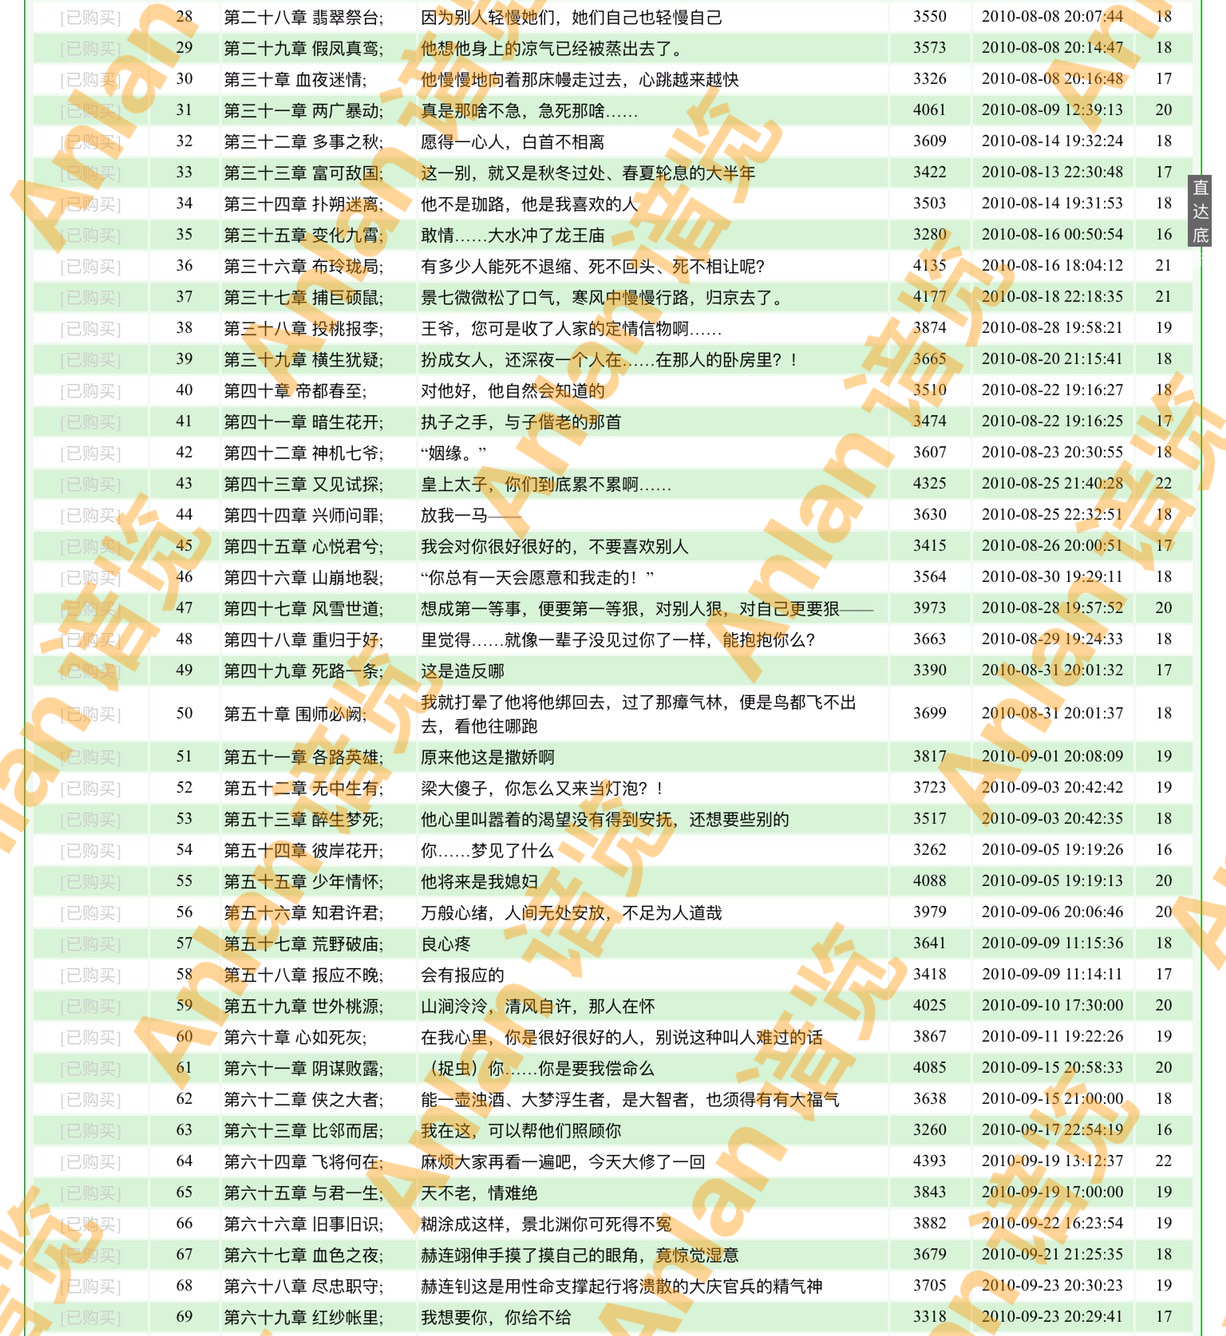 [已购买] 28 第二十八章 翡翠祭台; 因为别人轻慢她们，她们自己也轻慢自己 3550 2010-08-08 20:07:44 18
[已购买] 29 第二十九章 假凤真鸾; 他想他身上的凉气已经被蒸出去了。 3573 2010-08-08 20:14:47 18
[已购买] 30 第三十章 血夜迷情; 他慢慢地向着那床幔走过去，心跳越来越快 3326 2010-08-08 20:16:48 17
[已购买] 31 第三十一章 两广暴动; 真是那啥不急，急死那啥…… 4061 2010-08-09 12:39:13 20
[已购买] 32 第三十二章 多事之秋; 愿得一心人，白首不相离 3609 2010-08-14 19:32:24 18
[已购买] 33 第三十三章 富可敌国; 这一别，就又是秋冬过处、春夏轮息的大半年 3422 2010-08-13 22:30:48 17
[已购买] 34 第三十四章 扑朔迷离; 他不是珈路，他是我喜欢的人 3503 2010-08-14 19:31:53 18
[已购买] 35 第三十五章 变化九霄; 敢情……大水冲了龙王庙 3280 2010-08-16 00:50:54 16
[已购买] 36 第三十六章 布玲珑局; 有多少人能死不退缩、死不回头、死不相让呢? 4135 2010-08-16 18:04:12 21
[已购买] 37 第三十七章 捕巨硕鼠; 景七微微松了口气，寒风中慢慢行路，归京去了。 4177 2010-08-18 22:18:35 21
[已购买] 38 第三十八章 投桃报李; 王爷，您可是收了人家的定情信物啊…… 3874 2010-08-28 19:58:21 19
[已购买] 39 第三十九章 横生犹疑; 扮成女人，还深夜一个人在……在那人的卧房里？！ 3665 2010-08-20 21:15:41 18
[已购买] 40 第四十章 帝都春至; 对他好，他自然会知道的 3510 2010-08-22 19:16:27 18
[已购买] 41 第四十一章 暗生花开; 执子之手，与子偕老的那首 3474 2010-08-22 19:16:25 17
[已购买] 42 第四十二章 神机七爷; “姻缘。” 3607 2010-08-23 20:30:55 18
[已购买] 43 第四十三章 又见试探; 皇上太子，你们到底累不累啊…… 4325 2010-08-25 21:40:28 22
[已购买] 44 第四十四章 兴师问罪; 放我一马—— 3630 2010-08-25 22:32:51 18
[已购买] 45 第四十五章 心悦君兮; 我会对你很好很好的，不要喜欢别人 3415 2010-08-26 20:00:51 17
[已购买] 46 第四十六章 山崩地裂; “你总有一天会愿意和我走的！” 3564 2010-08-30 19:29:11 18
[已购买] 47 第四十七章 风雪世道; 想成第一等事，便要第一等狠，对别人狠，对自己更要狠—— 3973 2010-08-28 19:57:52 20
[已购买] 48 第四十八章 重归于好; 里觉得……就像一辈子没见过你了一样，能抱抱你么？ 3663 2010-08-29 19:24:33 18
[已购买] 49 第四十九章 死路一条; 这是造反哪 3390 2010-08-31 20:01:32 17
[已购买] 50 第五十章 围师必阙; 我就打晕了他将他绑回去，过了那瘴气林，便是鸟都飞不出
去，看他往哪跑 3699 2010-08-31 20:01:37 18
[已购买] 51 第五十一章 各路英雄; 原来他这是撒娇啊 3817 2010-09-01 20:08:09 19
[已购买] 52 第五十二章 无中生有; 梁大傻子，你怎么又来当灯泡？！ 3723 2010-09-03 20:42:42 19
[已购买] 53 第五十三章 醉生梦死; 他心里叫嚣着的渴望没有得到安抚，还想要些别的 3517 2010-09-03 20:42:35 18
[已购买] 54 第五十四章 彼岸花开; 你……梦见了什么 3262 2010-09-05 19:19:26 16
[已购买] 55 第五十五章 少年情怀; 他将来是我媳妇 4088 2010-09-05 19:19:13 20
[已购买] 56 第五十六章 知君许君; 万般心绪，人间无处安放，不足为人道哉 3979 2010-09-06 20:06:46 20
[已购买] 57 第五十七章 荒野破庙; 良心疼 3641 2010-09-09 11:15:36 18
[已购买] 58 第五十八章 报应不晚; 会有报应的 3418 2010-09-09 11:14:11 17
[已购买] 59 第五十九章 世外桃源; 山涧泠泠，清风自许，那人在怀 4025 2010-09-10 17:30:00 20
[已购买] 60 第六十章 心如死灰; 在我心里，你是很好很好的人，别说这种叫人难过的话 3867 2010-09-11 19:22:26 19
[已购买] 61 第六十一章 阴谋败露; （捉虫）你……你是要我偿命么 4085 2010-09-15 20:58:33 20
[已购买] 62 第六十二章 侠之大者; 能一壶浊酒、大梦浮生者，是大智者，也须得有有大福气 3638 2010-09-15 21:00:00 18
[已购买] 63 第六十三章 比邻而居; 我在这，可以帮他们照顾你 3260 2010-09-17 22:54:19 16
[已购买] 64 第六十四章 飞将何在; 麻烦大家再看一遍吧，今天大修了一回 4393 2010-09-19 13:12:37 22
[已购买] 65 第六十五章 与君一生; 天不老，情难绝 3843 2010-09-19 17:00:00 19
[已购买] 66 第六十六章 旧事旧识; 糊涂成这样，景北渊你可死得不冤 3882 2010-09-22 16:23:54 19
[已购买] 67 第六十七章 血色之夜; 赫连翊伸手摸了摸自己的眼角，竟惊觉湿意 3679 2010-09-21 21:25:35 18
[已购买] 68 第六十八章 尽忠职守; 赫连钊这是用性命支撑起行将溃散的大庆官兵的精气神 3705 2010-09-23 20:30:23 19
[已购买] 69 第六十九章 红纱帐里; 我想要你，你给不给 3318 2010-09-23 20:29:41 17
直
达
底
Anlan 谙览
Anlan 谙览
Anlan 谙览
Anlan 谙览
Anlan 谙览
Anlan 谙览
Anlan 谙览
Anlan 谙览